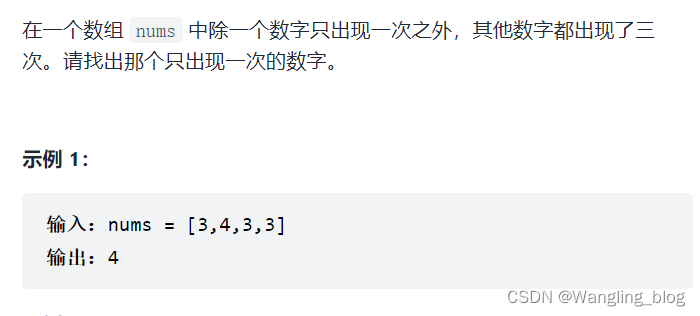 在一个数组 nums 中除一个数字只出现一次之外，其他数字都出现了三
次。请找出那个只出现一次的数字。
示例 1：
输入：nums = [3,4,3,3]
输出：4
CSDN @Wangling_blog